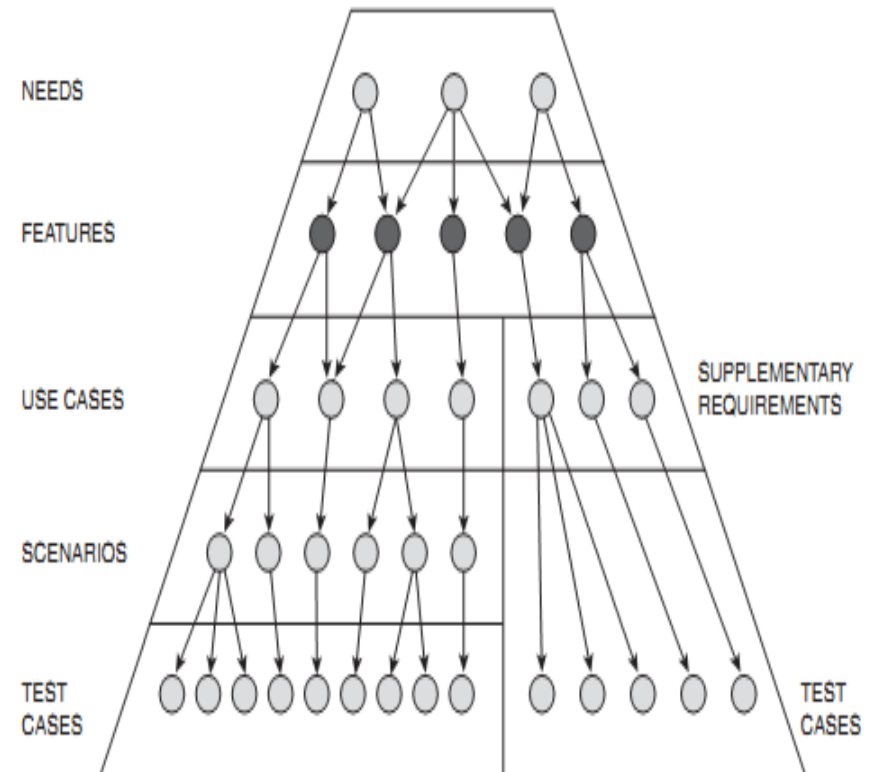 NEEDS
FEATURES
USE CASES
SUPPLEMENTARY
REQUIREMENTS
SCENARIOS
TEST
CASES
TEST
CASES